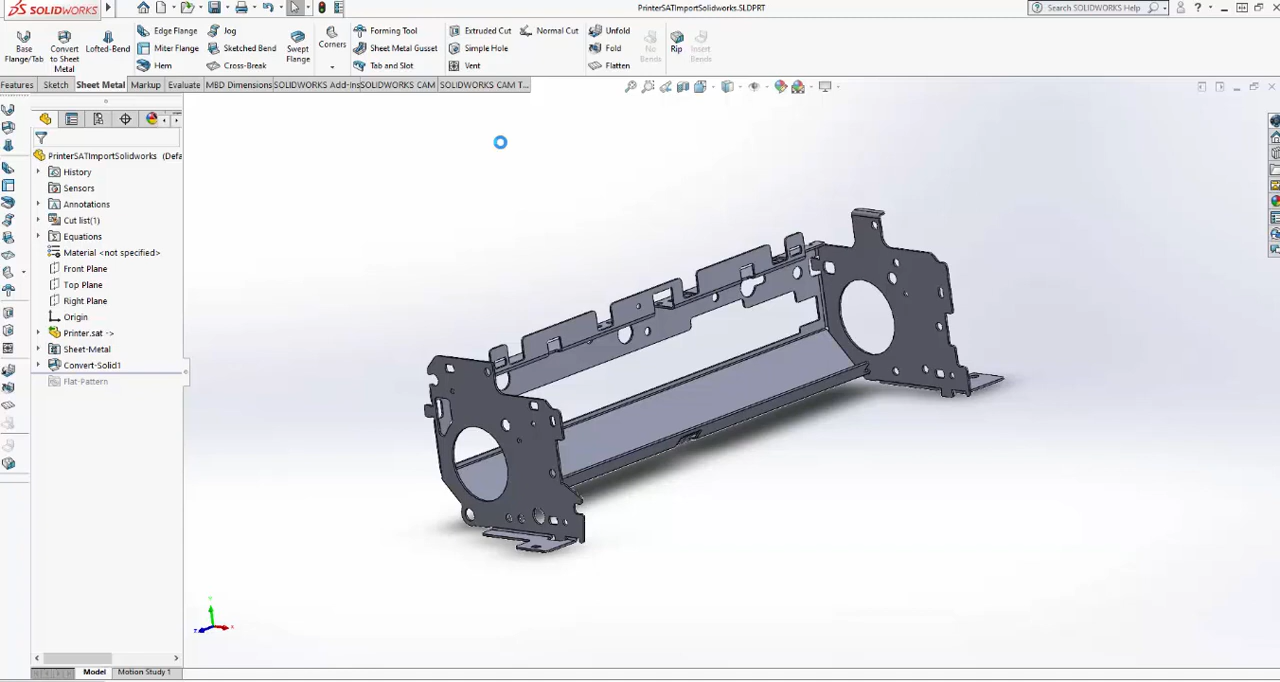 SOLIDWORKS
PrinterSATImportSolidworks.SLDPRT
Search SOLIDWORKS Help
Base Flange/Tab
Convert to Sheet Metal
Lofted-Bend
Edge Flange
Miter Flange
Hem
Jog
Sketched Bend
Cross-Break
Swept Flange
Corners
Forming Tool
Sheet Metal Gusset
Tab and Slot
Extruded Cut
Simple Hole
Vent
Normal Cut
Unfold
Fold
Flatten
No Bends
Rip
Insert Bends
Features
Sketch
Sheet Metal
Markup
Evaluate
MBD Dimensions
SOLIDWORKS Add-Ins
SOLIDWORKS CAM
SOLIDWORKS CAM T...
PrinterSATImportSolidworks (Defa
History
Sensors
Annotations
Cut list(1)
Equations
Material <not specified>
Front Plane
Top Plane
Right Plane
Origin
Printer.sat ->
Sheet-Metal
Convert-Solid1
Flat-Pattern
Model
Motion Study 1